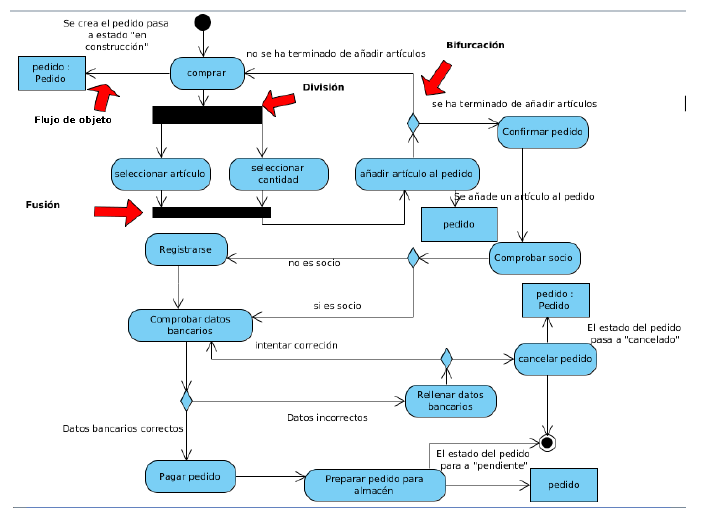 Se crea el pedido pasa
a estado "en
construcción"
no se ha terminado de añadir artículos
Bifurcación
pedido :
Pedido
comprar
División
se ha terminado de añadir artículos
Flujo de objeto
Confirmar pedido
seleccionar artículo
seleccionar
cantidad
añadir artículo al pedido
Se añade un artículo al pedido
Fusión
pedido
Registrarse
no es socio
Comprobar socio
si es socio
pedido :
Pedido
Comprobar datos
bancarios
El estado del pedido
pasa a "cancelado"
intentar correción
cancelar pedido
Rellenar datos
bancarios
Datos incorrectos
Datos bancarios correctos
El estado del pedido
para a "pendiente"
Pagar pedido
Preparar pedido para
almacén
pedido